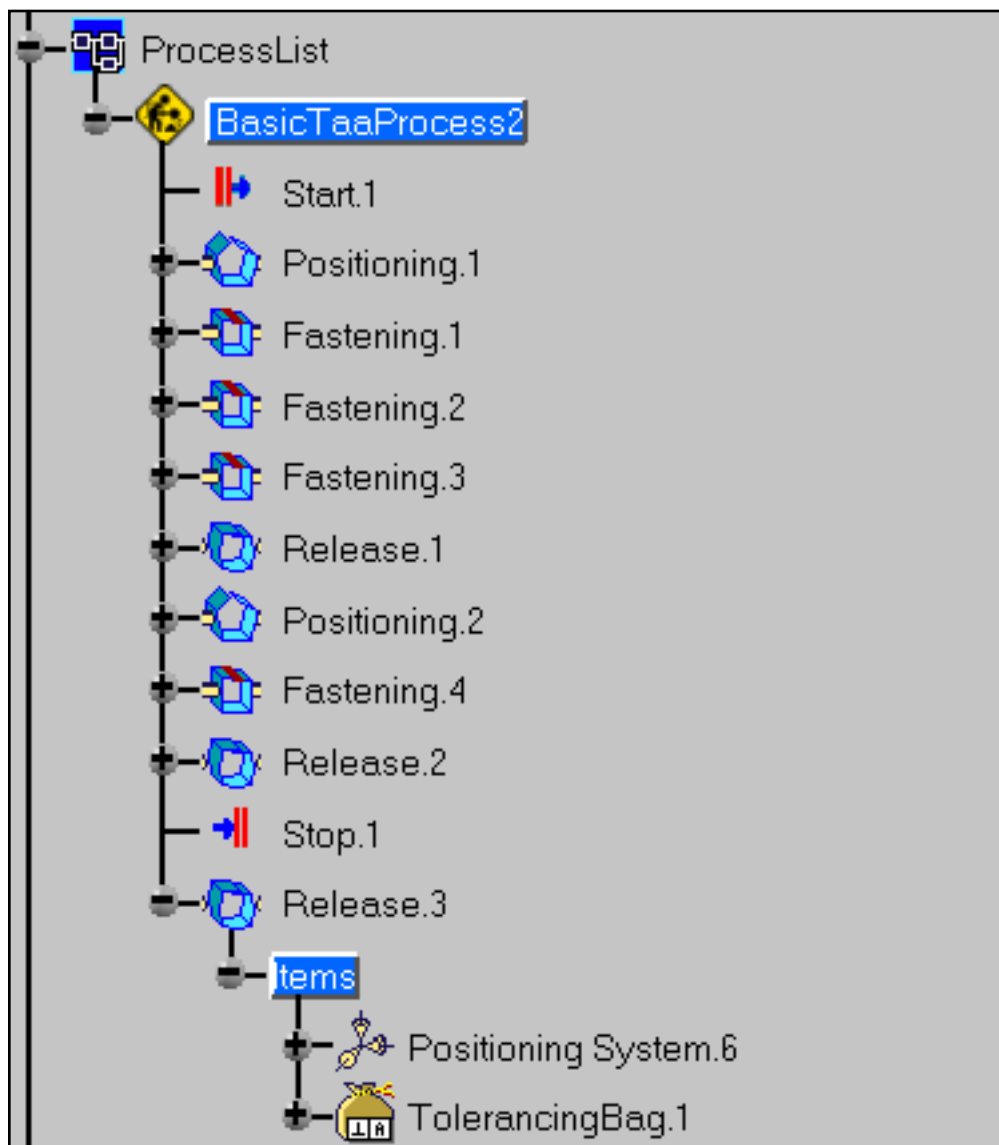 ProcessList
BasicTaaProcess2
Start.1
Positioning.1
Fastening.1
Fastening.2
Fastening.3
Release.1
Positioning.2
Fastening.4
Release.2
Stop.1
Release.3
Items
Positioning System.6
TolerancingBag.1